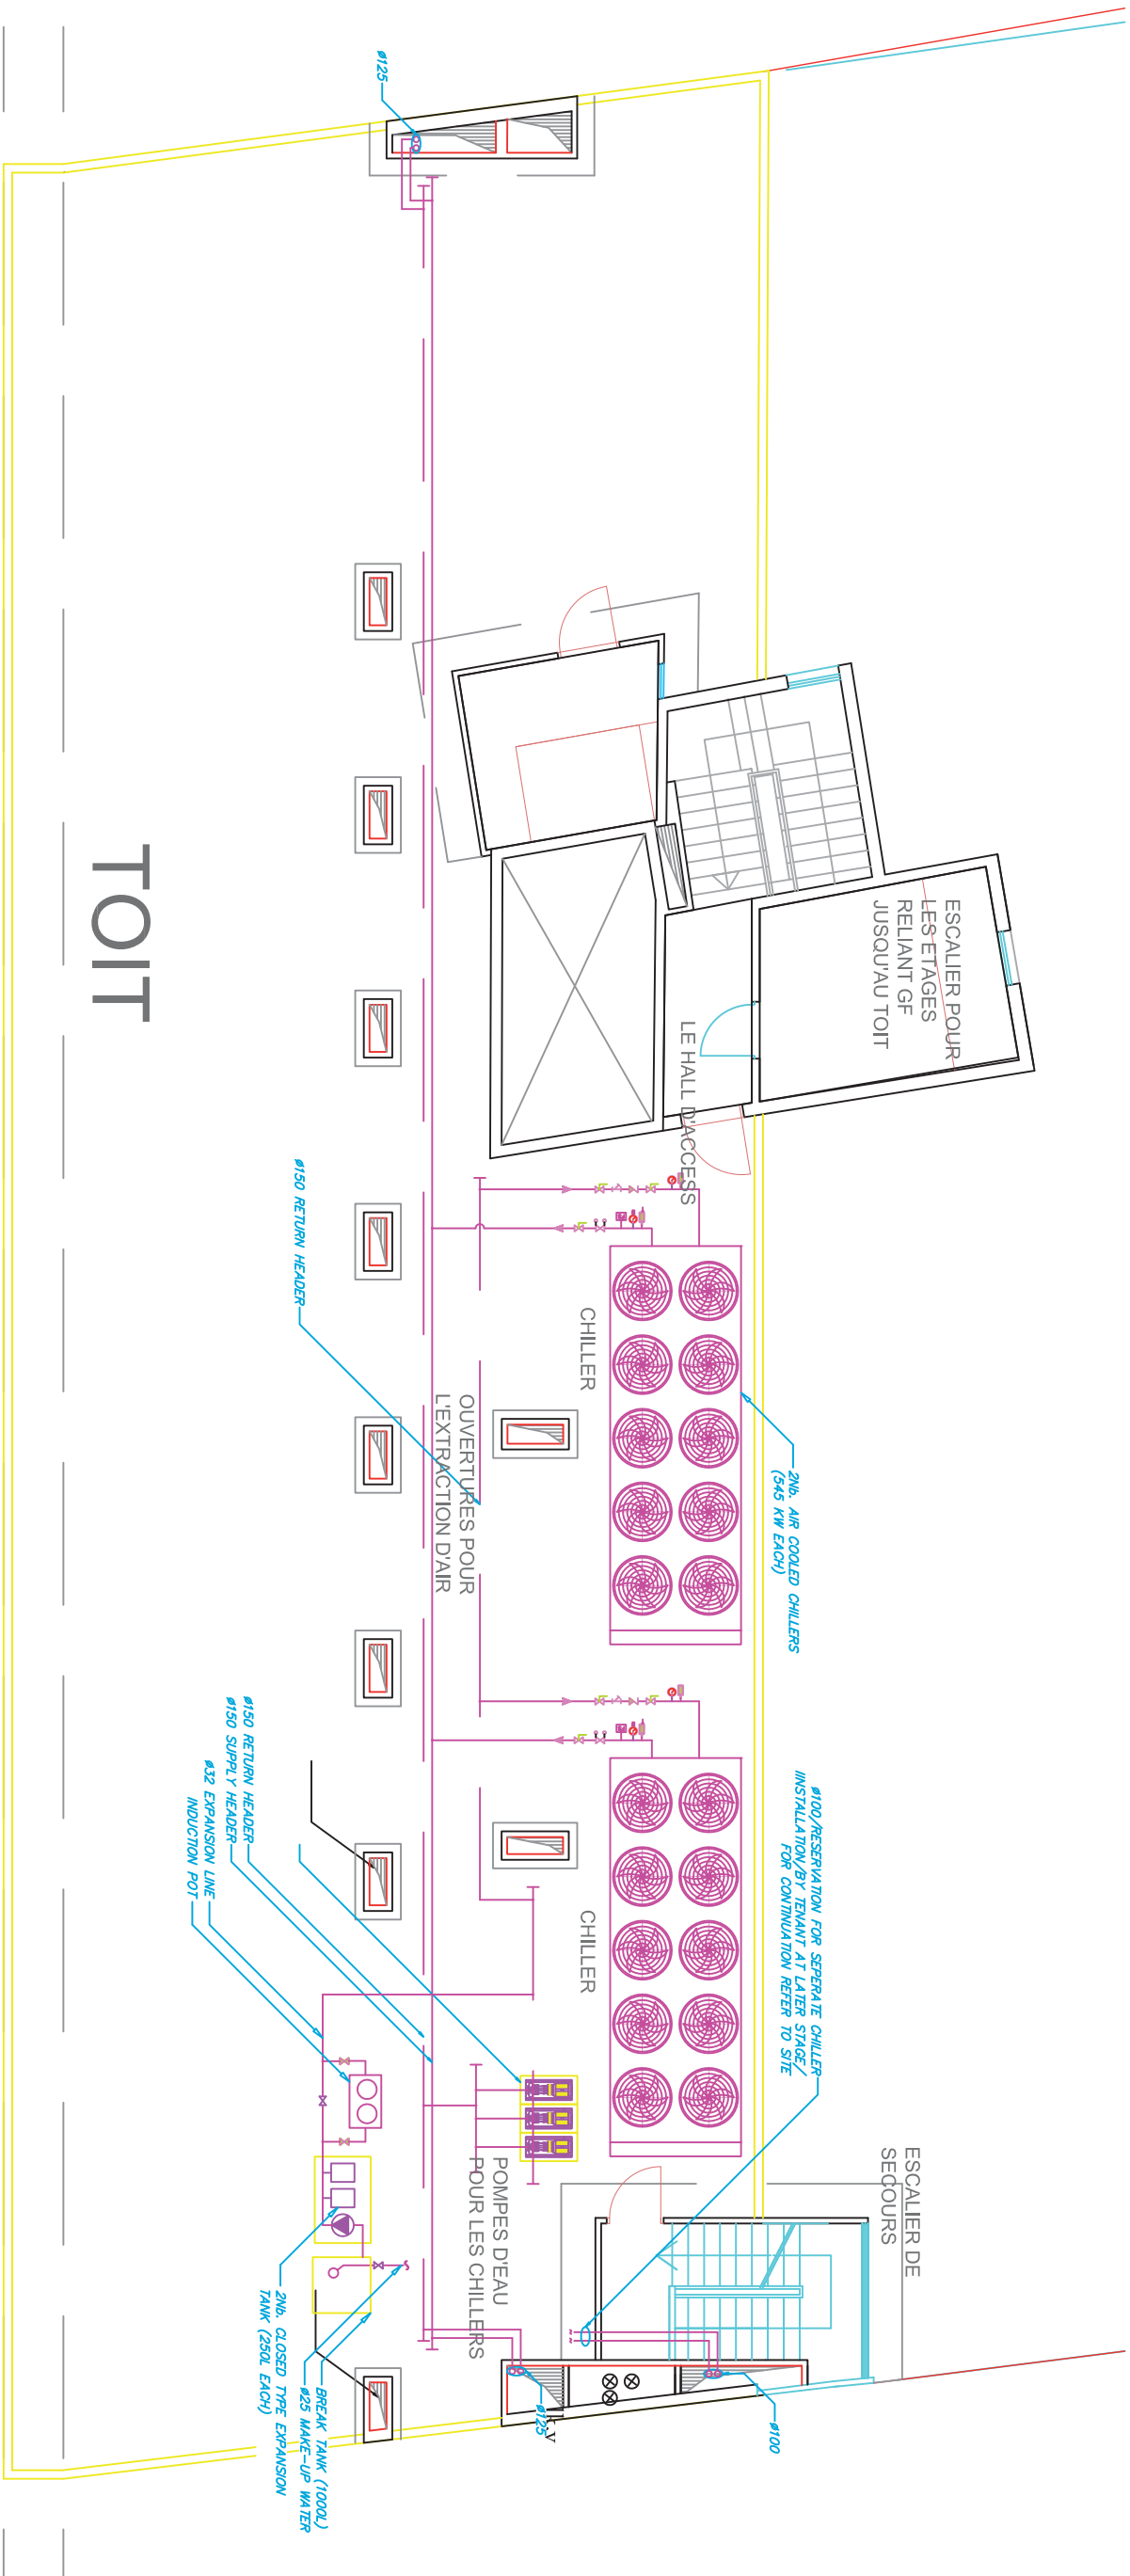 ø125
TOIT
ESCALIER POUR
LES ETAGES
RELIANT GF
JUSQU'AU TOIT
LE HALL D'ACCESS
ø150 RETURN HEADER
CHILLER
OUVERTURES POUR
L'EXTRACTION D'AIR
2Nb. AIR COOLED CHILLERS
(545 KW EACH)
ø100/RESERVATION FOR SEPERATE CHILLER
INSTALLATION/BY TENANT AT LATER STAGE/
FOR CONTINUATION REFER TO SITE
CHILLER
ø150 RETURN HEADER
ø150 SUPPLY HEADER
ø32 EXPANSION LINE
INDUCTION POT
ESCALIER DE
SECOURS
POMPES D'EAU
POUR LES CHILLERS
BREAK TANK (1000L)
ø25 MAKE-UP WATER
2Nb. CLOSED TYPE EXPANSION
TANK (250L EACH)
ø125
ø100